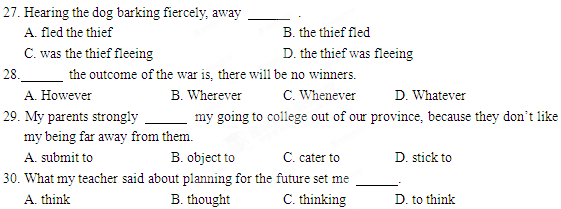 27. Hearing the dog barking fiercely, away ______ .
A. fled the thief B. the thief fled
C. was the thief fleeing D. the thief was fleeing
28.______ the outcome of the war is, there will be no winners.
A. However B. Wherever C. Whenever D. Whatever
29. My parents strongly ______ my going to college out of our province, because they don't like
my being far away from them.
A. submit to B. object to C. cater to D. stick to
30. What my teacher said about planning for the future set me ______.
A. think B. thought C. thinking D. to think